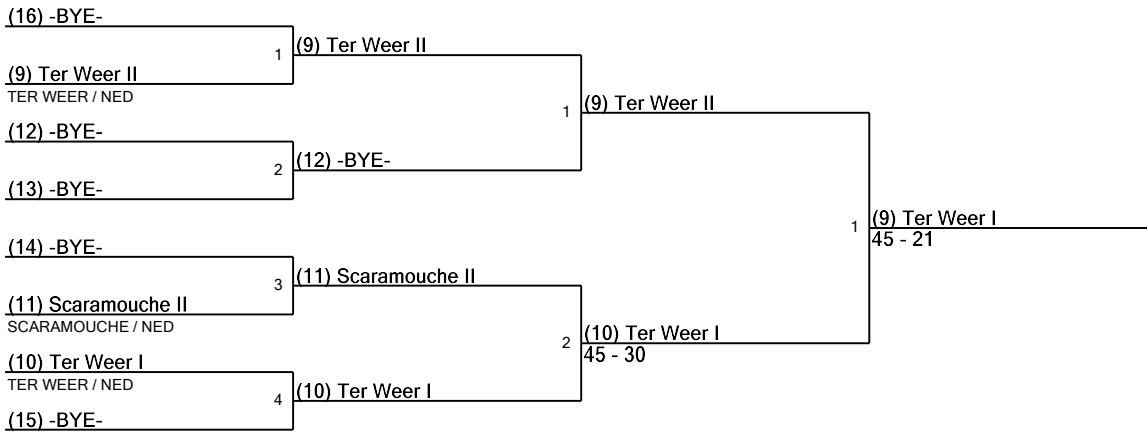 (16) -BYE-
1
(9) Ter Weer II
(9) Ter Weer II
TER WEER / NED
1
(9) Ter Weer II
(12) -BYE-
2
(12) -BYE-
(13) -BYE-
1
(9) Ter Weer I
45 - 21
(14) -BYE-
3
(11) Scaramouche II
(11) Scaramouche II
SCARAMOUCHE / NED
2
(10) Ter Weer I
45 - 30
(10) Ter Weer I
TER WEER / NED
4
(10) Ter Weer I
(15) -BYE-